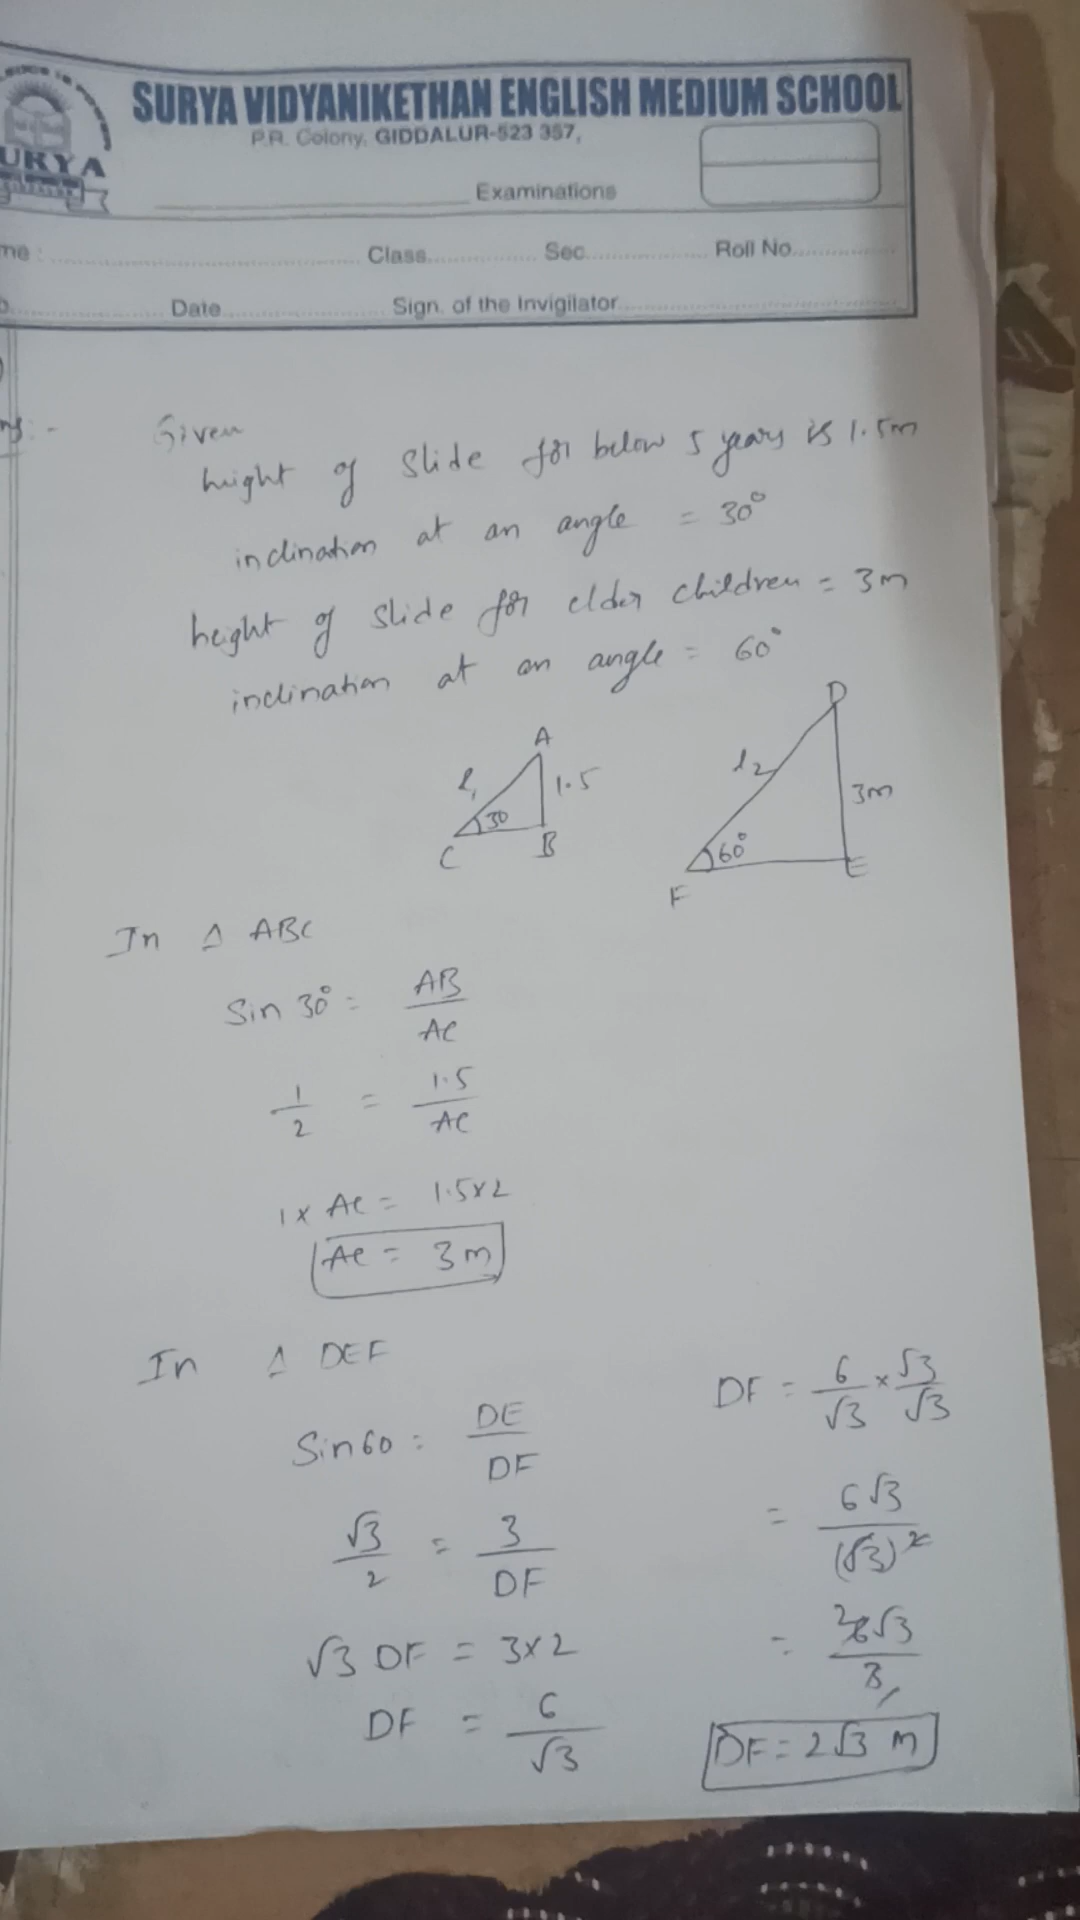 SURYA VIDYANIKETHAN ENGLISH MEDIUM SCHOOL
P.R. Colony, GIDDALUR-523 357,
URYA
Examinations
me : Class Sec Roll No
Date Sign. of the Invigilator
Given
height of slide for below 5 years is 1.5m
inclination at an angle = 30°
height of slide for elder children = 3m
inclination at an angle = 60°
A
l₁ 1.5
30
C B
D
l2
3m
60°
F E
In △ ABC
Sin 30° = AB/AC
1/2 = 1.5/AC
1 x AC = 1.5x2
AC = 3m
In △ DEF
Sin60 = DE/DF
√3/2 = 3/DF
√3 DF = 3x2
DF = 6/√3
DF = 6/√3 x √3/√3
= 6√3/(√3)²
= 6√3/3
DF = 2√3 m